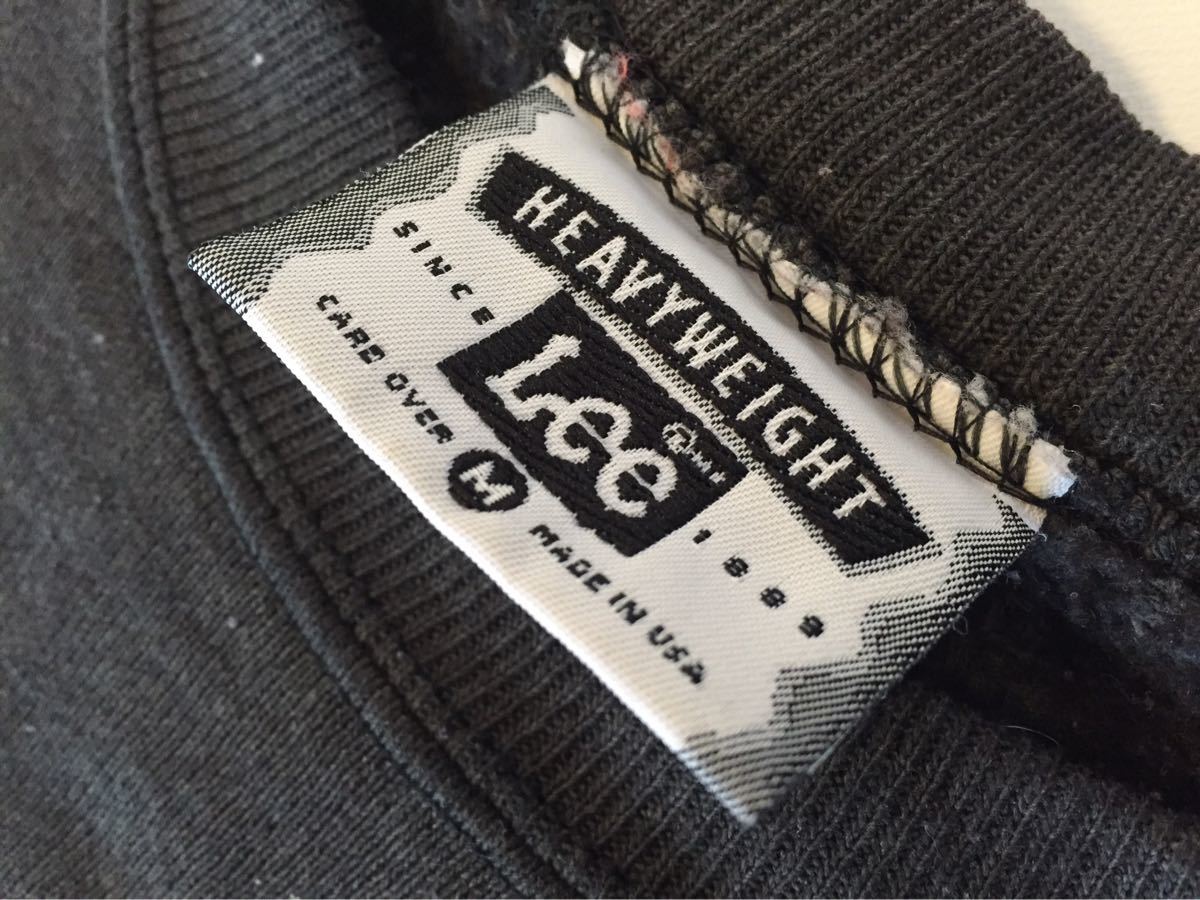 HEAVYWEIGHT
SINCE Lee 1889
CARE OVER M MADE IN USA